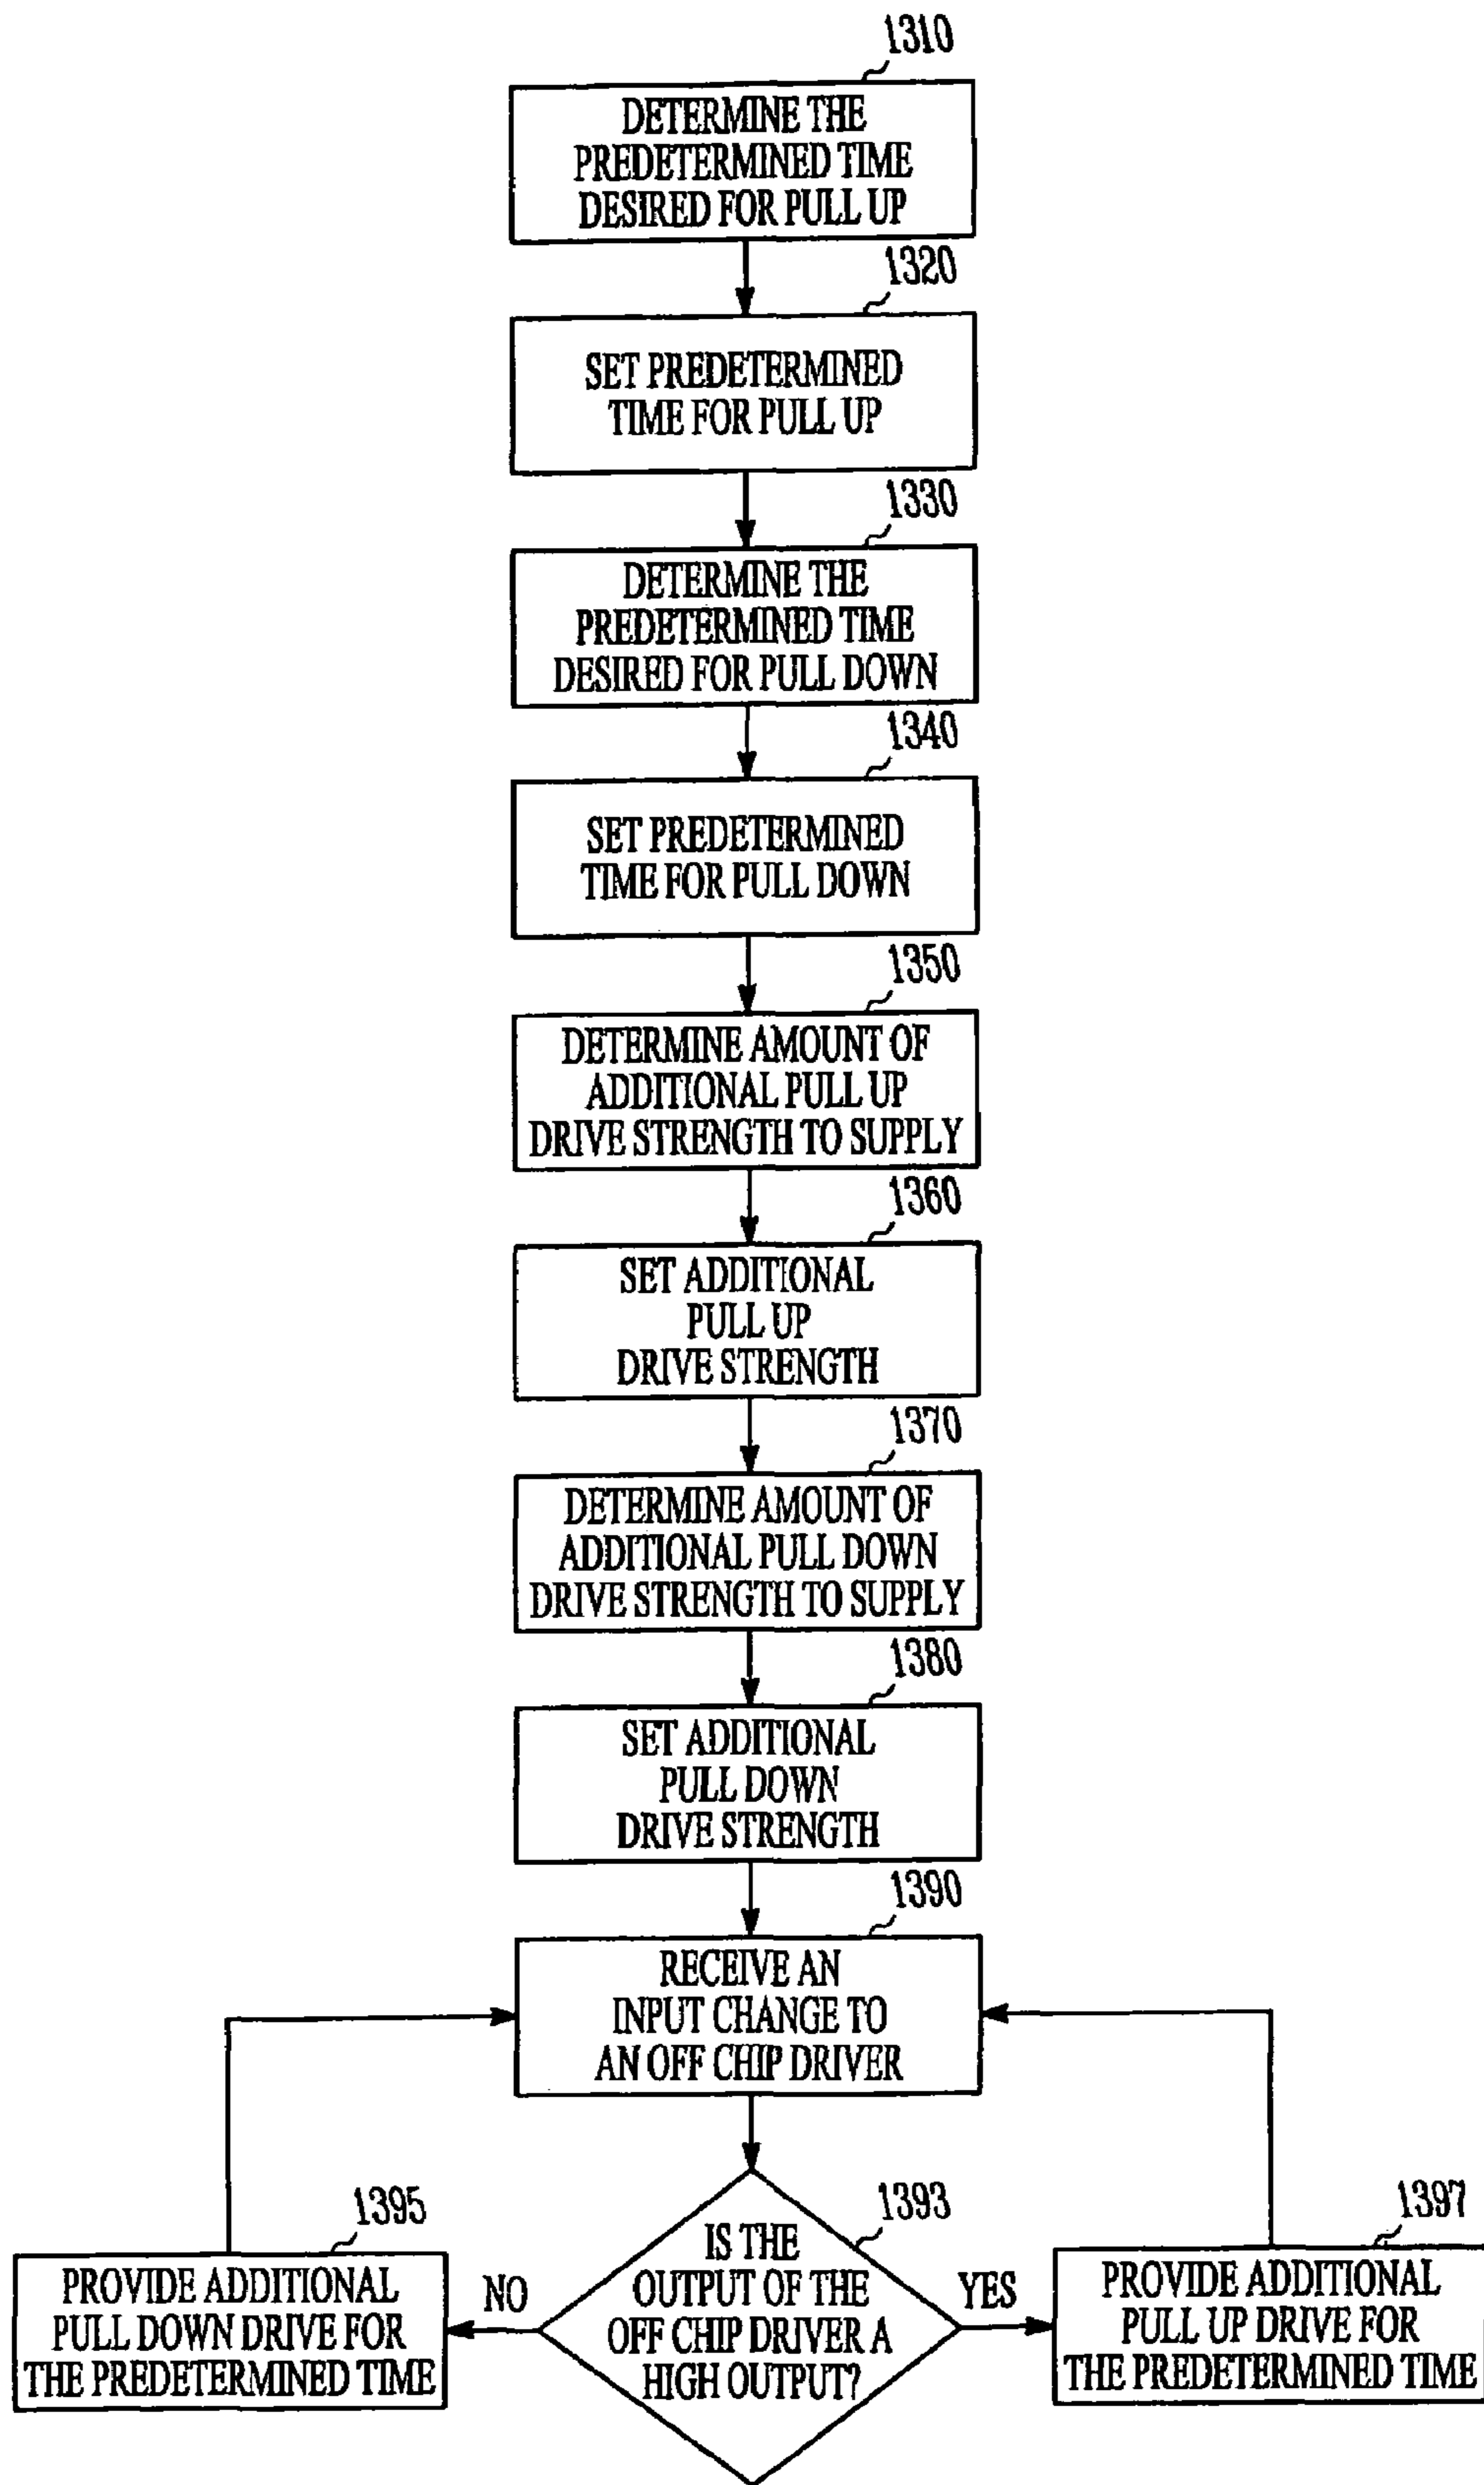 1310
DETERMINE THE
PREDETERMINED TIME
DESIRED FOR PULL UP
1320
SET PREDETERMINED
TIME FOR PULL UP
1330
DETERMINE THE
PREDETERMINED TIME
DESIRED FOR PULL DOWN
1340
SET PREDETERMINED
TIME FOR PULL DOWN
1350
DETERMINE AMOUNT OF
ADDITIONAL PULL UP
DRIVE STRENGTH TO SUPPLY
1360
SET ADDITIONAL
PULL UP
DRIVE STRENGTH
1370
DETERMINE AMOUNT OF
ADDITIONAL PULL DOWN
DRIVE STRENGTH TO SUPPLY
1380
SET ADDITIONAL
PULL DOWN
DRIVE STRENGTH
1390
RECEIVE AN
INPUT CHANGE TO
AN OFF CHIP DRIVER
1395
PROVIDE ADDITIONAL
PULL DOWN DRIVE FOR
THE PREDETERMINED TIME
NO
1393
IS THE
OUTPUT OF THE
OFF CHIP DRIVER A
HIGH OUTPUT?
YES
1397
PROVIDE ADDITIONAL
PULL UP DRIVE FOR
THE PREDETERMINED TIME